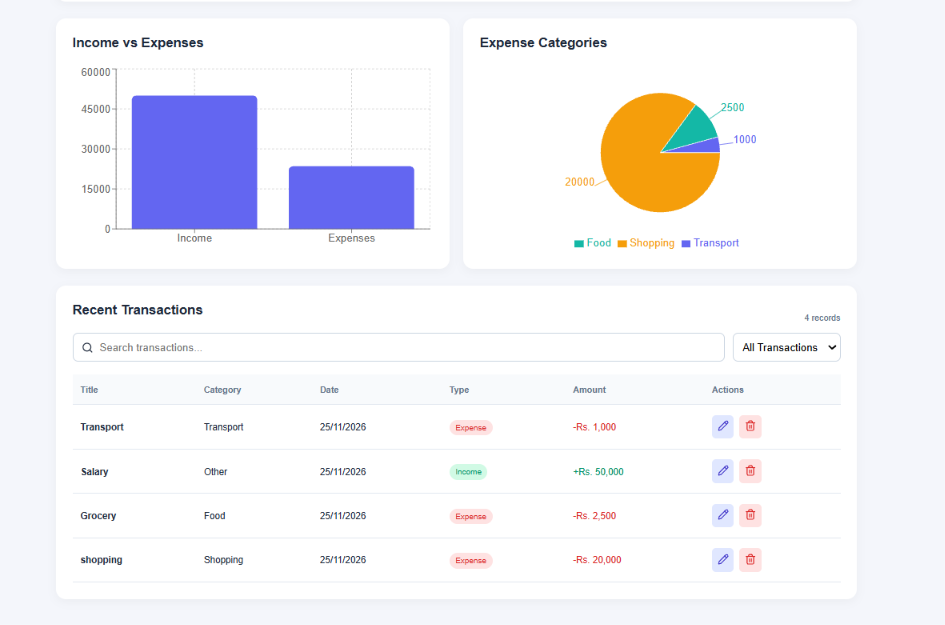 Income vs Expenses
60000
45000
30000
15000
0
Income Expenses
Expense Categories
2500
1000
20000
Food Shopping Transport
Recent Transactions
4 records
Search transactions...
All Transactions
Title Category Date Type Amount Actions
Transport Transport 25/11/2026 Expense -Rs. 1,000
Salary Other 25/11/2026 Income +Rs. 50,000
Grocery Food 25/11/2026 Expense -Rs. 2,500
shopping Shopping 25/11/2026 Expense -Rs. 20,000